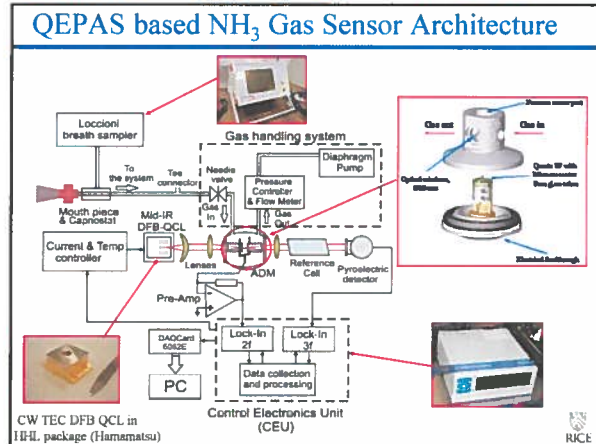 QEPAS based NH3 Gas Sensor Architecture
Loccioni
breath sampler
Gas handling system
Diaphragm
Pump
Pressure
Controller
& Flow Meter
To
the system
Tee
connector
Needle
valve
Gas
In
Gas
Out
Mouth piece
& Capnostat
Mid-IR
DFB-QCL
Current & Temp
controller
Lenses
ADM
Reference
Cell
Pyroelectric
detector
Pre-Amp
Lock-In
2f
Lock-In
3f
DAQCard
6062E
PC
Data collection
and processing
Control Electronics Unit
(CEU)
Gas out
Gas in
CW TEC DFB QCL in
HHL package (Hamamatsu)
RICE